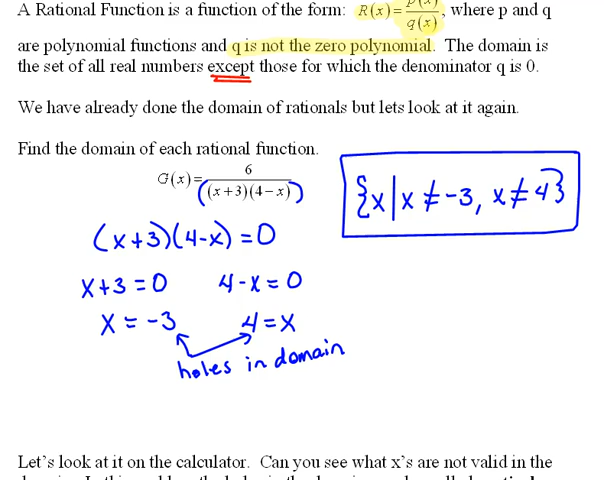 A Rational Function is a function of the form: R(x)=p(x)/q(x), where p and q
are polynomial functions and q is not the zero polynomial. The domain is
the set of all real numbers except those for which the denominator q is 0.
We have already done the domain of rationals but lets look at it again.
Find the domain of each rational function.
G(x)=6/((x+3)(4-x))
{x|x≠-3, x≠4}
(x+3)(4-x)=0
x+3=0 4-x=0
x=-3 4=x
holes in domain
Let's look at it on the calculator. Can you see what x's are not valid in the